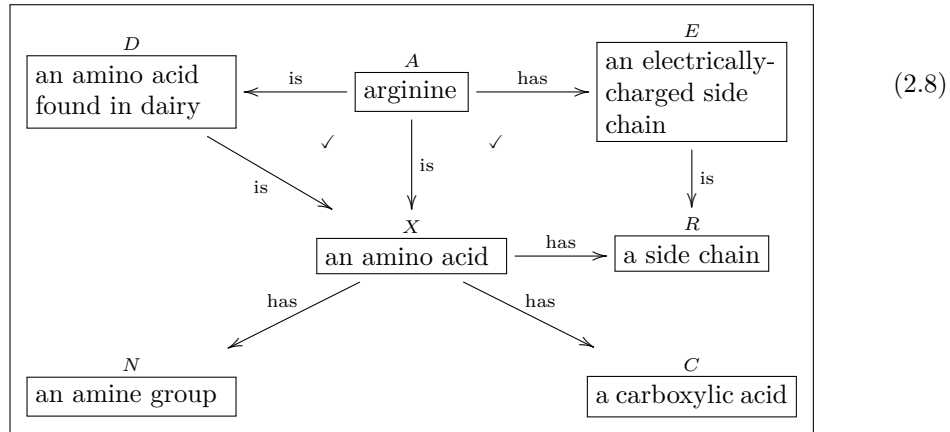 D
A
E
an amino acid
found in dairy
is
arginine
has
an electrically-
charged side
chain
(2.8)
✓
✓
is
is
is
X
R
an amino acid
has
a side chain
has
has
N
C
an amine group
a carboxylic acid